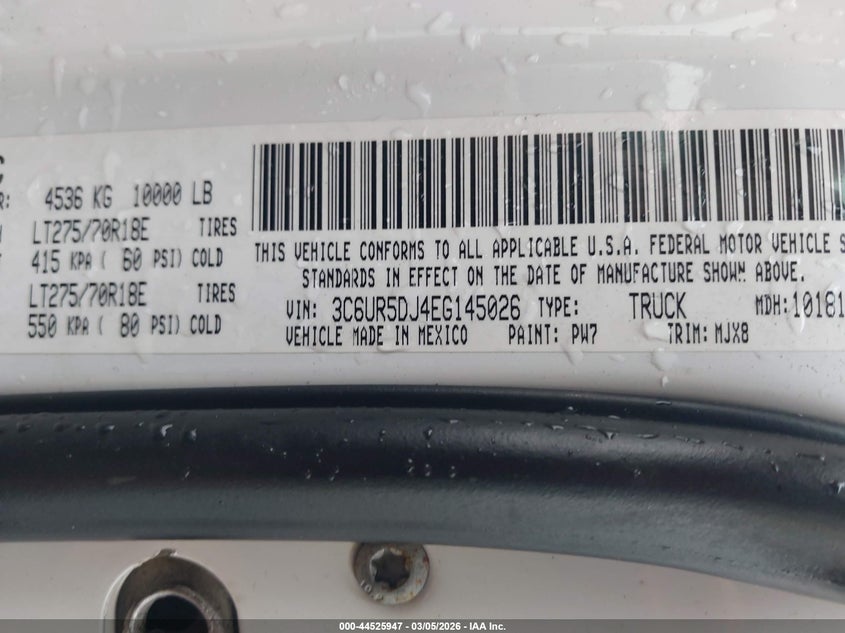 4536 KG 10000 LB
LT275/70R18E TIRES
415 KPA ( 60 PSI) COLD
LT275/70R18E TIRES
550 KPA ( 80 PSI) COLD
THIS VEHICLE CONFORMS TO ALL APPLICABLE U.S.A. FEDERAL MOTOR VEHICLE S
STANDARDS IN EFFECT ON THE DATE OF MANUFACTURE SHOWN ABOVE.
VIN: 3C6UR5DJ4EG145026 TYPE: TRUCK MDH: 10181
VEHICLE MADE IN MEXICO PAINT: PW7 TRIM: MJX8
000-44525947 - 03/05/2026 - IAA Inc.